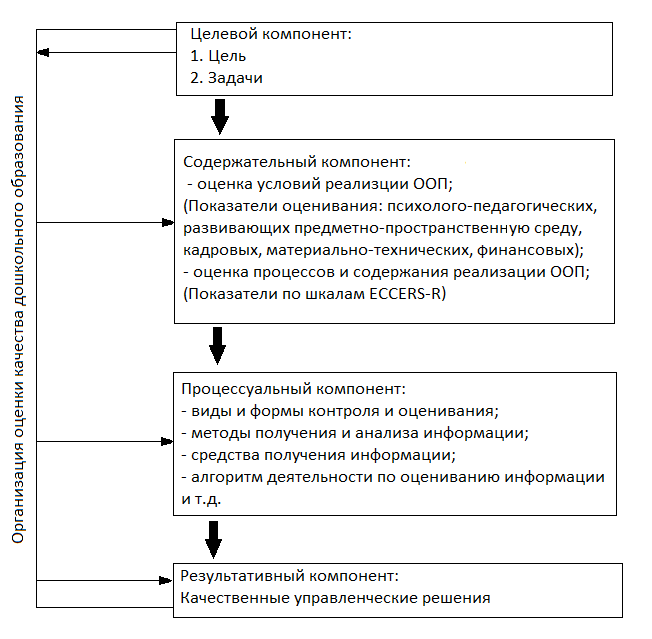 Организация оценки качества дошкольного образования
Целевой компонент:
1. Цель
2. Задачи
Содержательный компонент:
- оценка условий реализции ООП;
(Показатели оценивания: психолого-педагогических,
развивающих предметно-пространственную среду,
кадровых, материально-технических, финансовых);
- оценка процессов и содержания реализации ООП;
(Показатели по шкалам ECCERS-R)
Процессуальный компонент:
- виды и формы контроля и оценивания;
- методы получения и анализа информации;
- средства получения информации;
- алгоритм деятельности по оцениванию информации
и т.д.
Результативный компонент:
Качественные управленческие решения